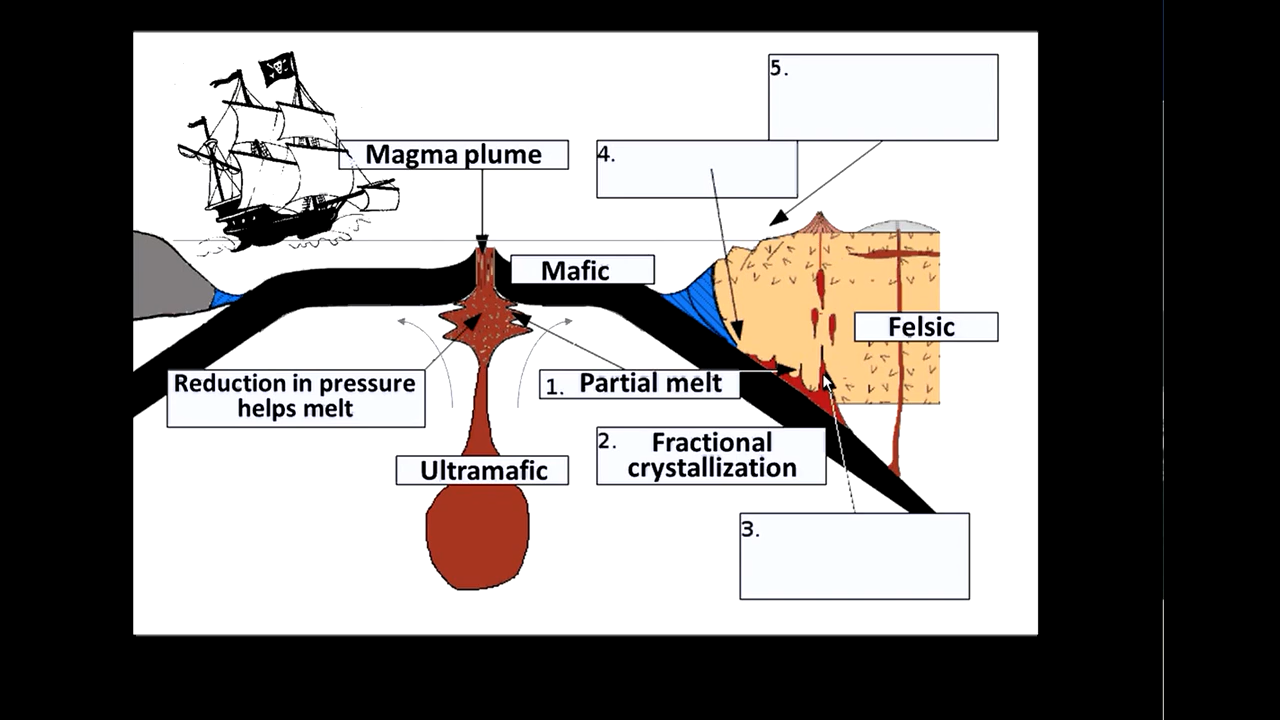 5.
Magma plume
4.
Mafic
Felsic
Reduction in pressure
helps melt
1. Partial melt
2. Fractional
crystallization
Ultramafic
3.